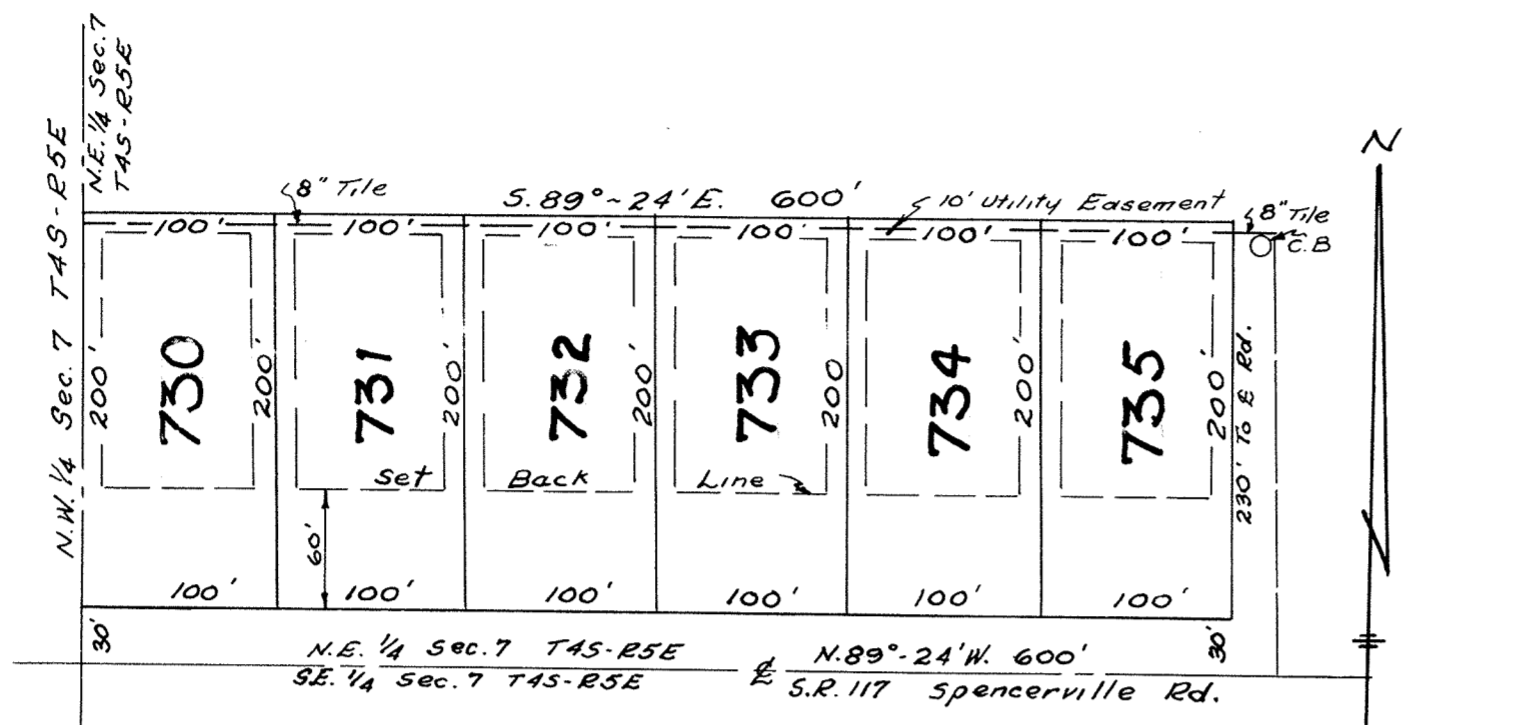 N.E. 1/4 Sec. 7
T4S-R5E
N.W. 1/4 Sec. 7 T4S-R5E
8" Tile
S. 89°~24' E. 600'
10' Utility Easement
8" Tile
C.B
N
100' 100' 100' 100' 100' 100'
200' 730 200' 731 200' 732 200' 733 200 734 200' 735 200'
230' To ℄ Rd.
Set Back Line
60'
100' 100' 100' 100' 100' 100'
30' 30'
N.E. 1/4 Sec. 7 T4S-R5E
SE. 1/4 Sec. 7 T4S-R5E
℄
N.89°-24'W. 600'
S.R. 117 Spencerville Rd.